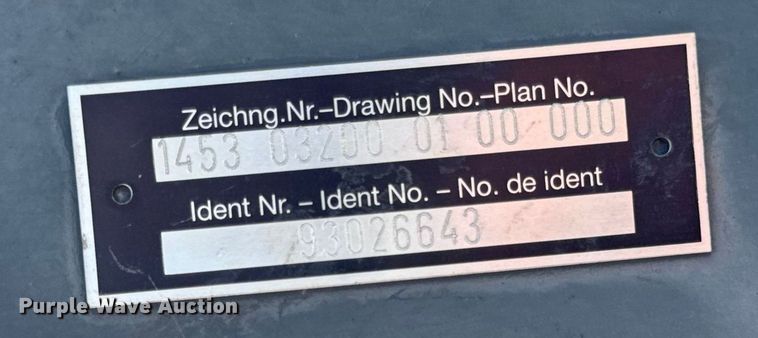 Zeichng.Nr.–Drawing No.–Plan No.
1453 03200 01 00 000
Ident Nr. – Ident No. – No. de ident
93026643
Purple Wave Auction